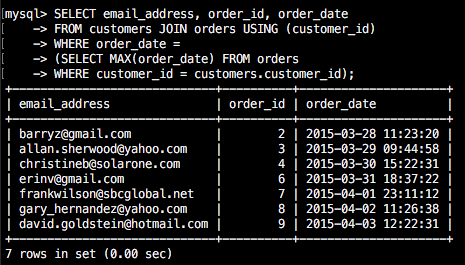 mysql> SELECT email_address, order_id, order_date
    -> FROM customers JOIN orders USING (customer_id)
    -> WHERE order_date =
    -> (SELECT MAX(order_date) FROM orders
    -> WHERE customer_id = customers.customer_id);
+---------------------------+----------+---------------------+
| email_address             | order_id | order_date          |
+---------------------------+----------+---------------------+
| barryz@gmail.com          |        2 | 2015-03-28 11:23:20 |
| allan.sherwood@yahoo.com  |        3 | 2015-03-29 09:44:58 |
| christineb@solarone.com   |        4 | 2015-03-30 15:22:31 |
| erinv@gmail.com           |        6 | 2015-03-31 18:37:22 |
| frankwilson@sbcglobal.net |        7 | 2015-04-01 23:11:12 |
| gary_hernandez@yahoo.com  |        8 | 2015-04-02 11:26:38 |
| david.goldstein@hotmail.com |        9 | 2015-04-03 12:22:31 |
+---------------------------+----------+---------------------+
7 rows in set (0.00 sec)